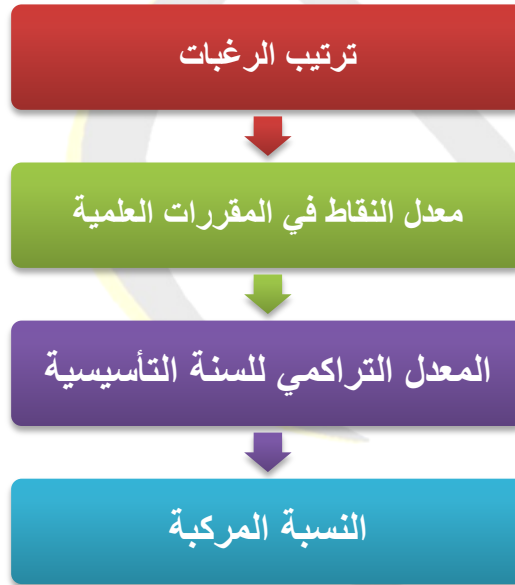 ترتيب الرغبات
معدل النقاط في المقررات العلمية
المعدل التراكمي للسنة التأسيسية
النسبة المركبة